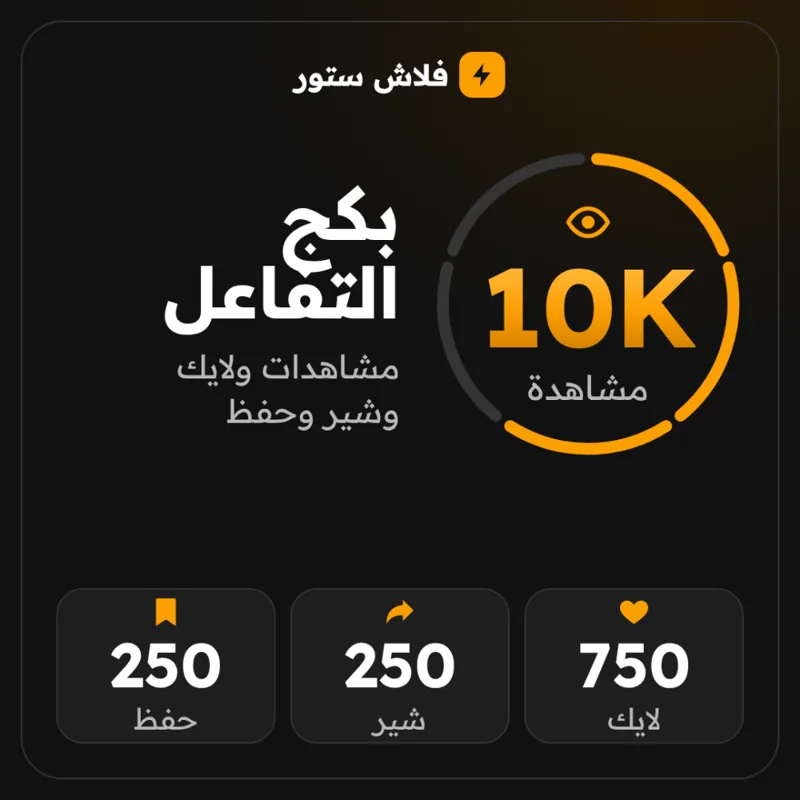 فلاش ستور
بكج
التفاعل
مشاهدات ولايك
وشير وحفظ
10K
مشاهدة
750
لايك
250
شير
250
حفظ